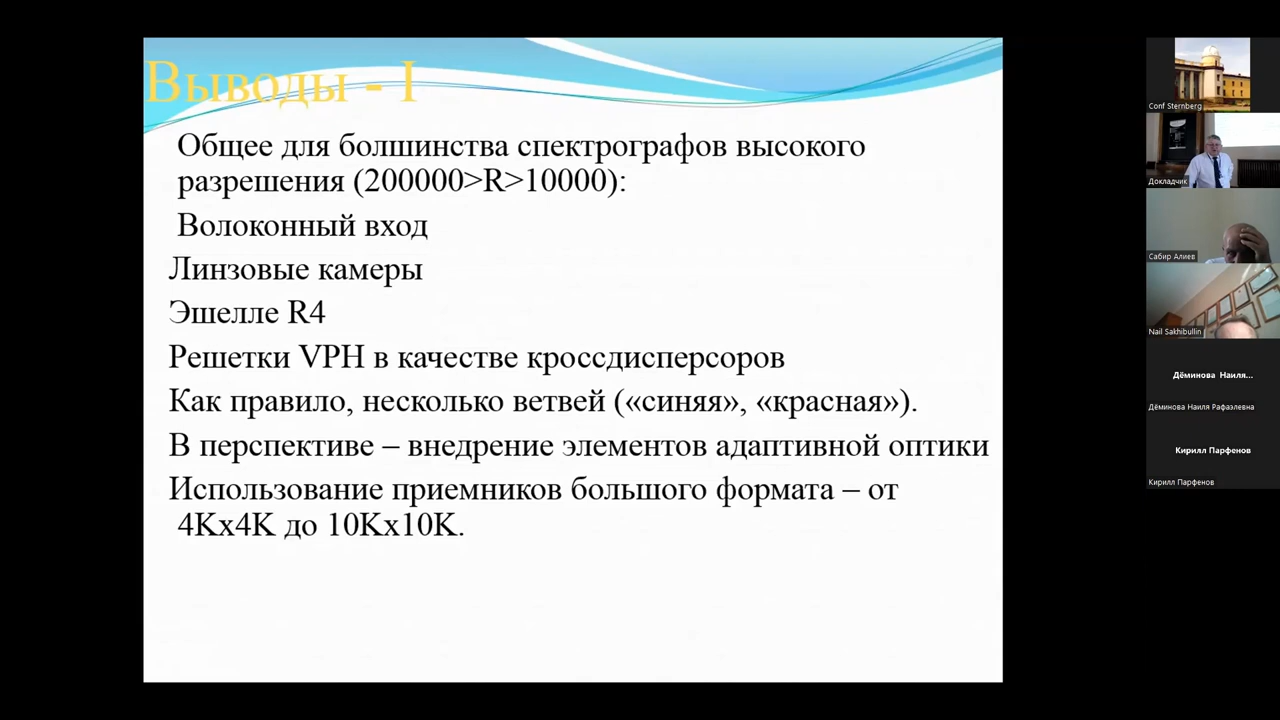 Выводы - I
Общее для болшинства спектрографов высокого
разрешения (200000>R>10000):
Волоконный вход
Линзовые камеры
Эшелле R4
Решетки VPH в качестве кроссдисперсоров
Как правило, несколько ветвей («синяя», «красная»).
В перспективе – внедрение элементов адаптивной оптики
Использование приемников большого формата – от
4Kx4K до 10Kx10K.
Conf Sternberg
Докладчик
Сабир Алиев
Nail Sakhibullin
Дёминова Наиля...
Дёминова Наиля Рафаэлевна
Кирилл Парфенов
Кирилл Парфенов